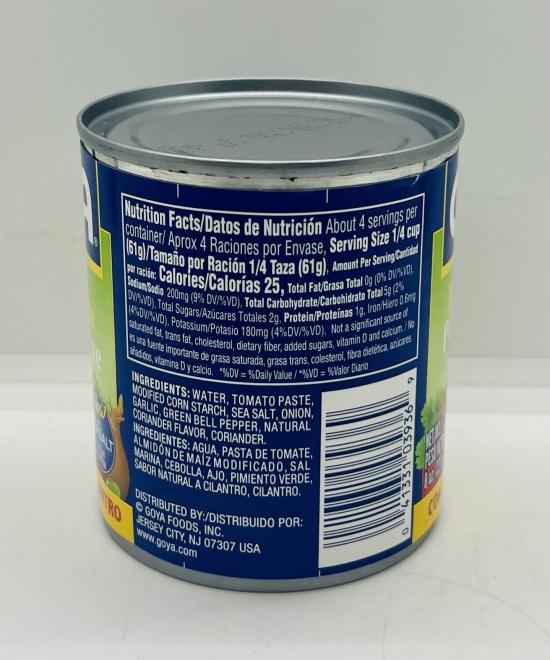 A®
Nutrition Facts/Datos de Nutrición About 4 servings per
container/ Aprox 4 Raciones por Envase, Serving Size 1/4 cup
(61g)/Tamaño por Ración 1/4 Taza (61g), Amount Per Serving/Cantidad
por ración: Calories/Calorías 25, Total Fat/Grasa Total 0g (0% DV/%VD),
Sodium/Sodio 200mg (9% DV/%VD), Total Carbohydrate/Carbohidrato Total 5g (2%
DV/%VD), Total Sugars/Azúcares Totales 2g, Protein/Proteínas 1g, Iron/Hiero 0.6mg
(4%DV/%VD), Potassium/Potasio 180mg (4%DV/%VD). Not a significant source of
saturated fat, trans fat, cholesterol, dietary fiber, added sugars, vitamin D and calcium. / No
es una fuente importante de grasa saturada, grasa trans, colesterol, fibra dietética, azúcares
añadidos, vitamina D y calcio. *%DV = %Daily Value / *%VD = %Valor Diario
INGREDIENTS: WATER, TOMATO PASTE,
MODIFIED CORN STARCH, SEA SALT, ONION,
GARLIC, GREEN BELL PEPPER, NATURAL
CORIANDER FLAVOR, CORIANDER.
INGREDIENTES: AGUA, PASTA DE TOMATE,
ALMIDÓN DE MAÍZ MODIFICADO, SAL
MARINA, CEBOLLA, AJO, PIMIENTO VERDE,
SABOR NATURAL A CILANTRO, CILANTRO.
DISTRIBUTED BY:/DISTRIBUIDO POR:
© GOYA FOODS, INC.
JERSEY CITY, NJ 07307 USA
www.goya.com
0 41331 03936 9
SALT
NET
PESO
8 oz
CO